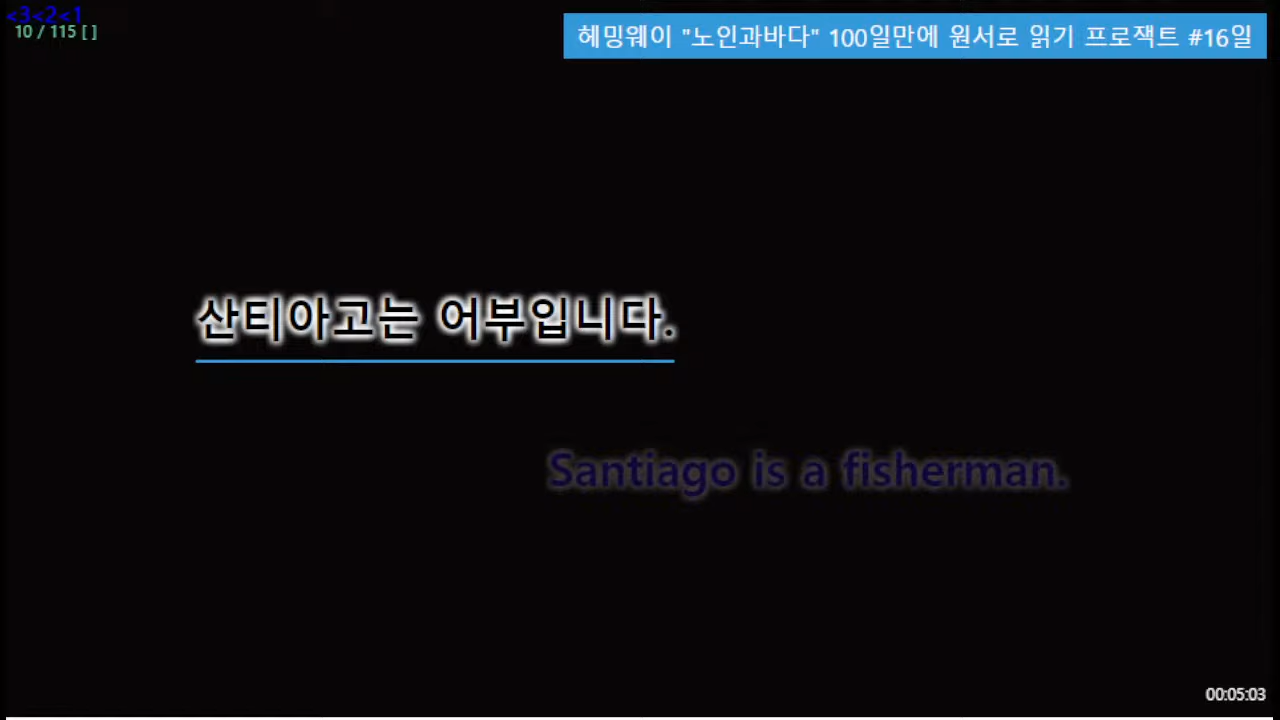 <3<2<1
10 / 115 [ ]
헤밍웨이 "노인과바다" 100일만에 원서로 읽기 프로잭트 #16일
산티아고는 어부입니다.
Santiago is a fisherman.
00:05:03